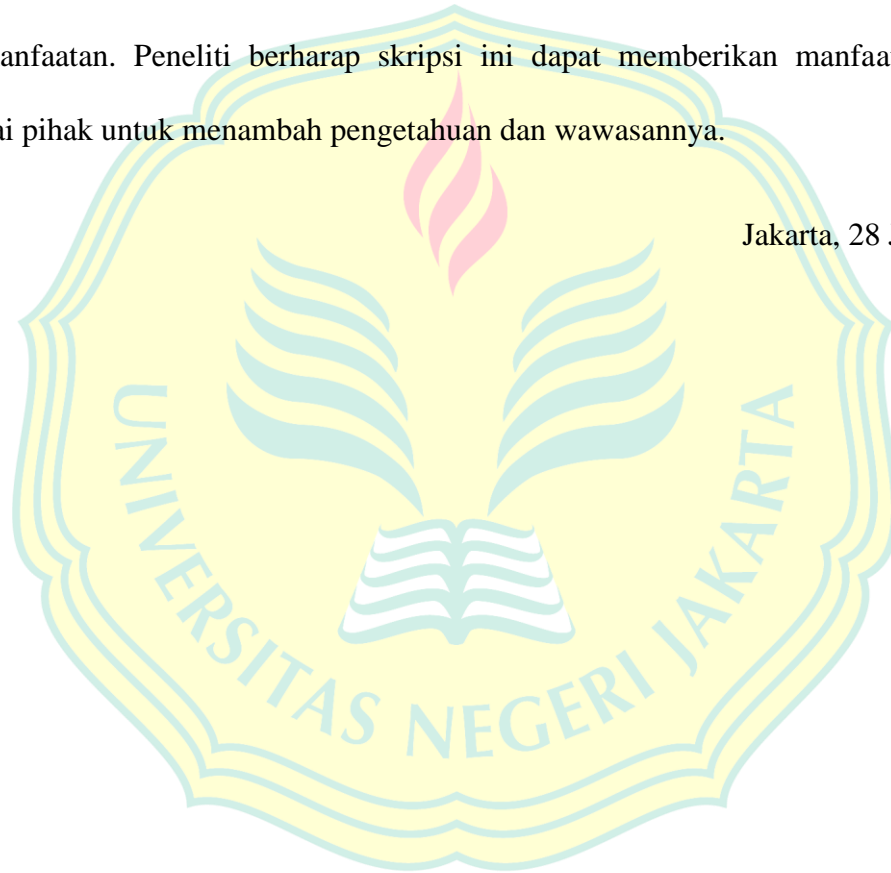 anfaatan. Peneliti berharap skripsi ini dapat memberikan manfaa
ai pihak untuk menambah pengetahuan dan wawasannya.
Jakarta, 28
UNIVERSITAS NEGERI JAKARTA